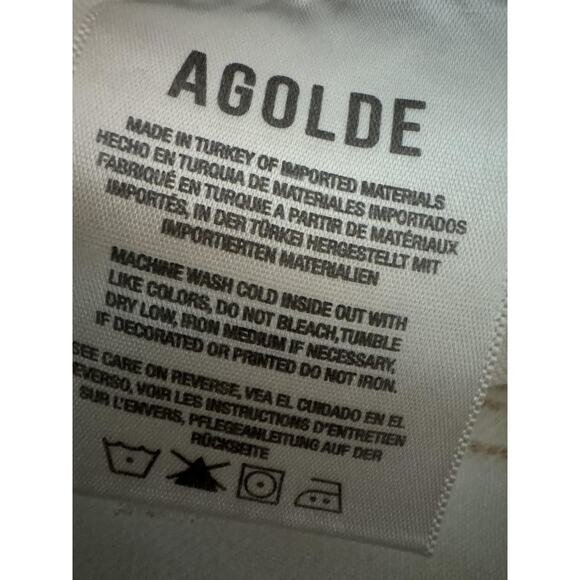 AGOLDE
MADE IN TURKEY OF IMPORTED MATERIALS
HECHO EN TURQUIA DE MATERIALES IMPORTADOS
FABRIQUÉ EN TURQUIE A PARTIR DE MATÉRIAUX
IMPORTÉS, IN DER TÜRKEI HERGESTELLT MIT
IMPORTIERTEN MATERIALIEN
MACHINE WASH COLD INSIDE OUT WITH
LIKE COLORS, DO NOT BLEACH, TUMBLE
DRY LOW, IRON MEDIUM IF NECESSARY,
IF DECORATED OR PRINTED DO NOT IRON.
SEE CARE ON REVERSE, VEA EL CUIDADO EN EL
EVERSO, VOIR LES INSTRUCTIONS D'ENTRETIEN
SUR L'ENVERS, PFLEGEANLEITUNG AUF DER
RÜCKSEITE